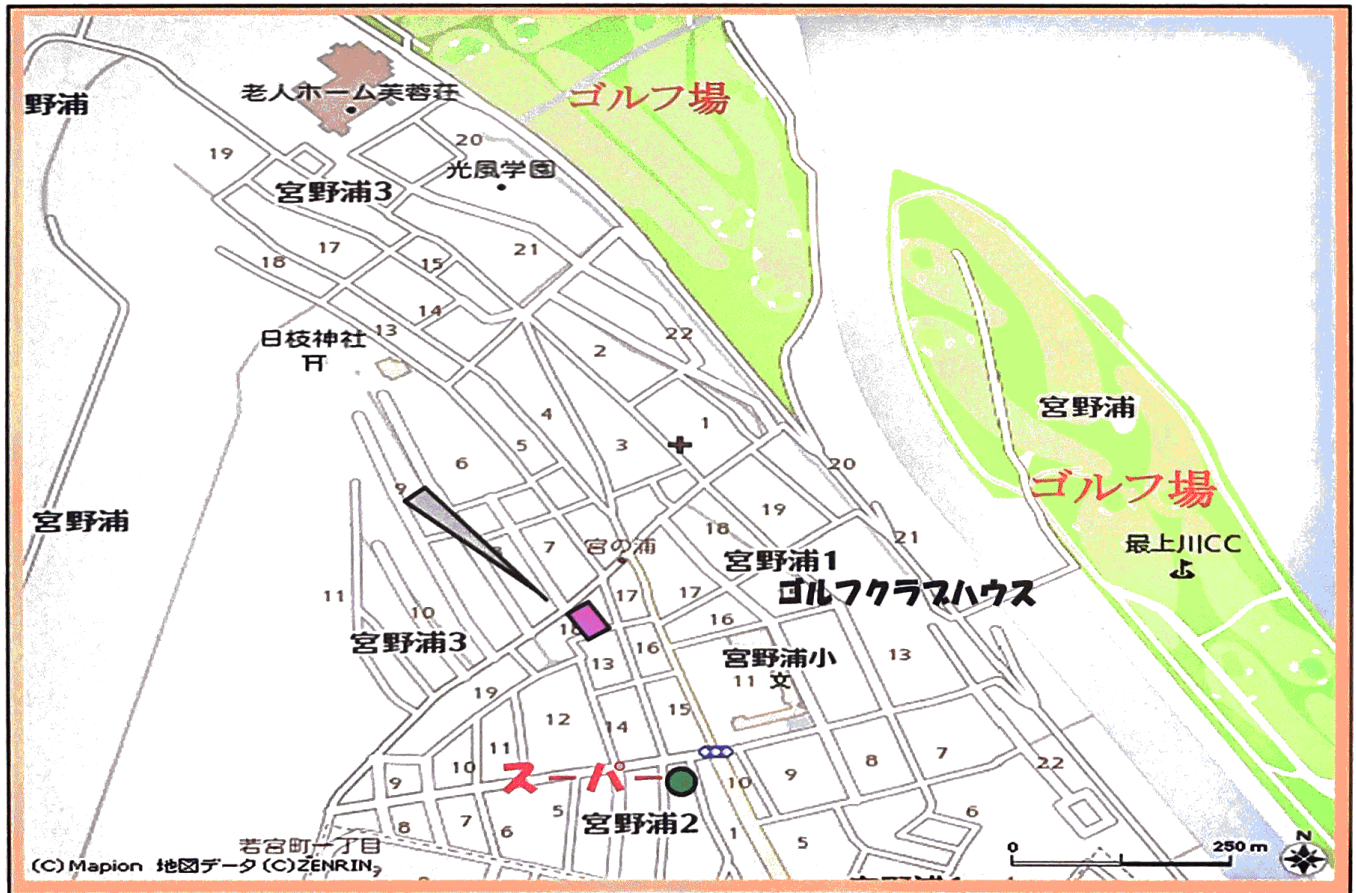 ゴルフ場
老人ホーム芙蓉荘
野浦
20
19
光風学園
宮野浦3
17
21
18
15
14
13
22
日枝神社
2
宮野浦
4
1
5
3
6
20
9
ゴルフ場
19
宮野浦
18
21
最上川CC
7
宮の浦
宮野浦1
ゴルフクラブハウス
11
17
17
10
16
宮野浦3
16
宮野浦小
13
13
11
文
19
15
12
14
11
7
8
10
9
22
スーパー
10
9
5
6
宮野浦2
7
8
6
1
5
若宮町一丁目
0
250 m
N
(C) Mapion 地図データ (C)ZENRIN